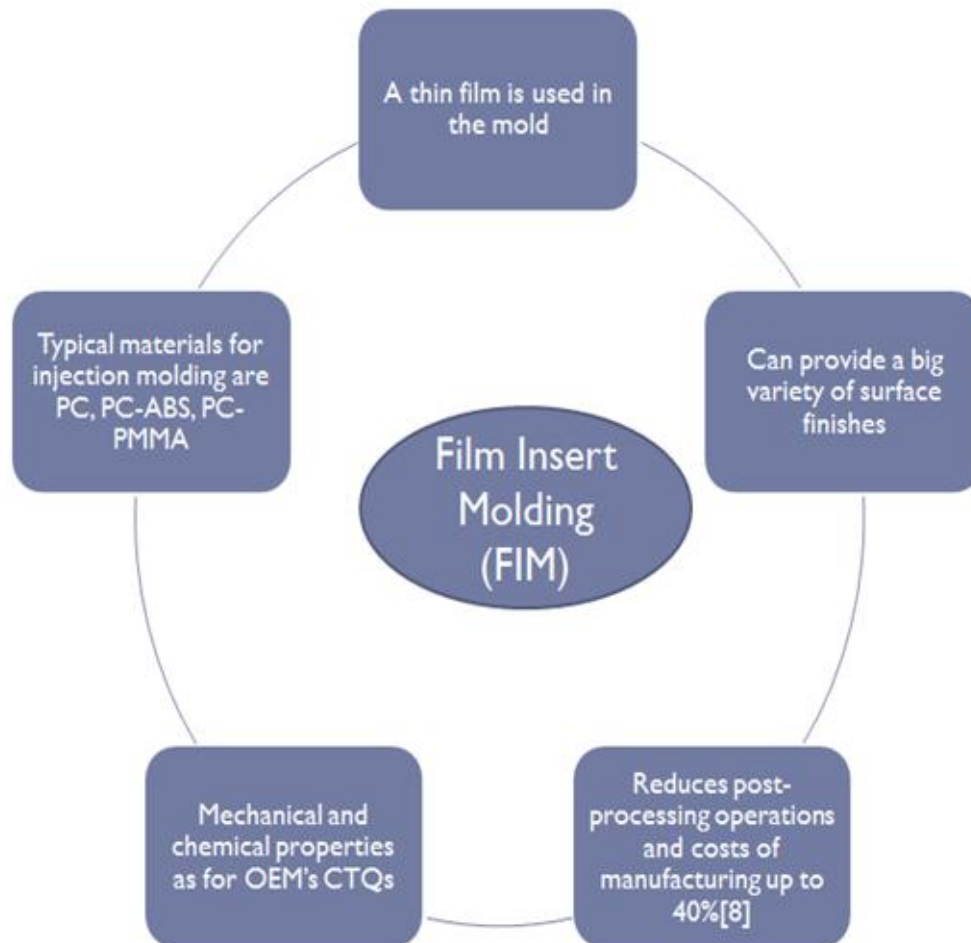 A thin film is used in
the mold
Can provide a big
variety of surface
finishes
Reduces post-
processing operations
and costs of
manufacturing up to
40%[8]
Mechanical and
chemical properties
as for OEM's CTQs
Typical materials for
injection molding are
PC, PC-ABS, PC-
PMMA
Film Insert
Molding
(FIM)